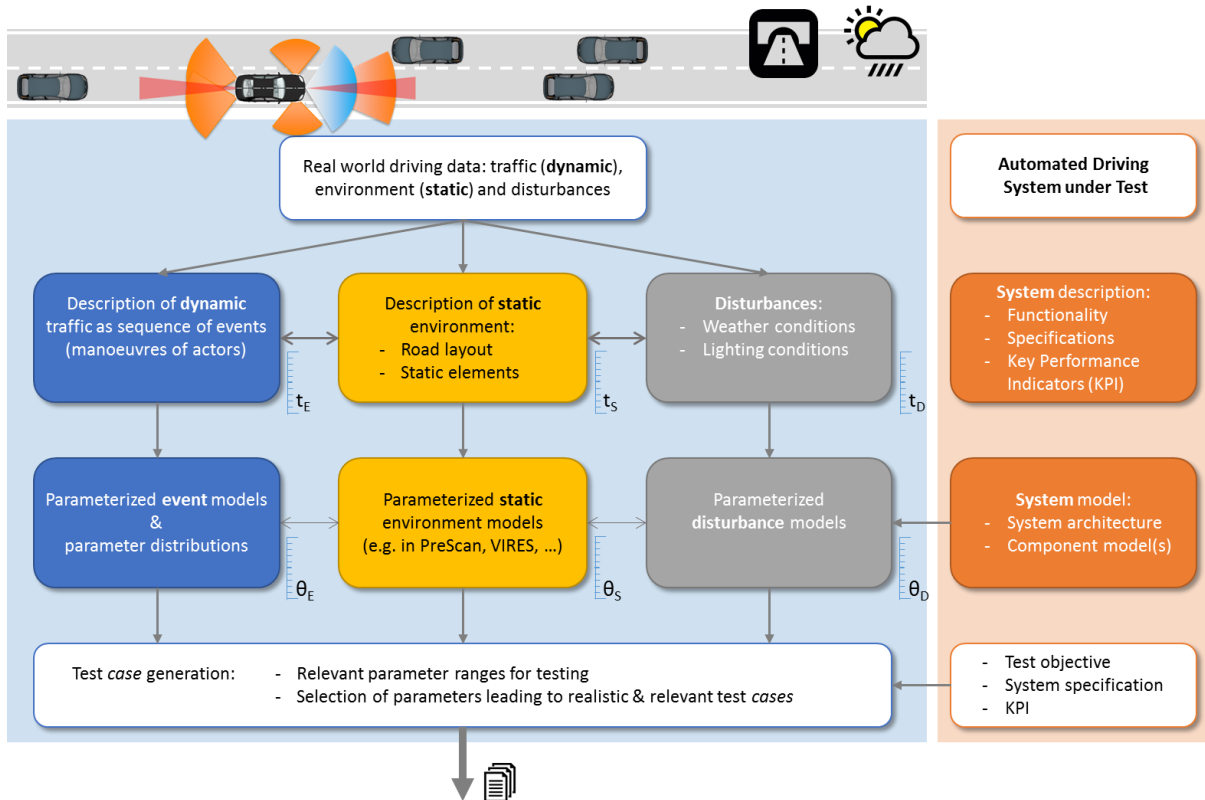 Real world driving data: traffic (dynamic),
environment (static) and disturbances
Automated Driving
System under Test
Description of dynamic
traffic as sequence of events
(manoeuvres of actors)
Description of static
environment:
- Road layout
- Static elements
Disturbances:
- Weather conditions
- Lighting conditions
System description:
- Functionality
- Specifications
- Key Performance
Indicators (KPI)
tE
tS
tD
Parameterized event models
&
parameter distributions
Parameterized static
environment models
(e.g. in PreScan, VIRES, ...)
Parameterized
disturbance models
System model:
- System architecture
- Component model(s)
θE
θS
θD
Test case generation: - Relevant parameter ranges for testing
- Selection of parameters leading to realistic & relevant test cases
- Test objective
- System specification
- KPI